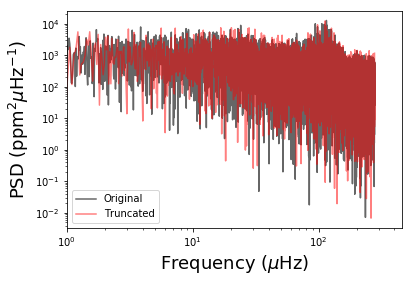 PSD (ppm²μHz⁻¹)
10⁴
10³
10²
10¹
10⁰
10⁻¹
10⁻²
Original
Truncated
10⁰ 10¹ 10²
Frequency (μHz)